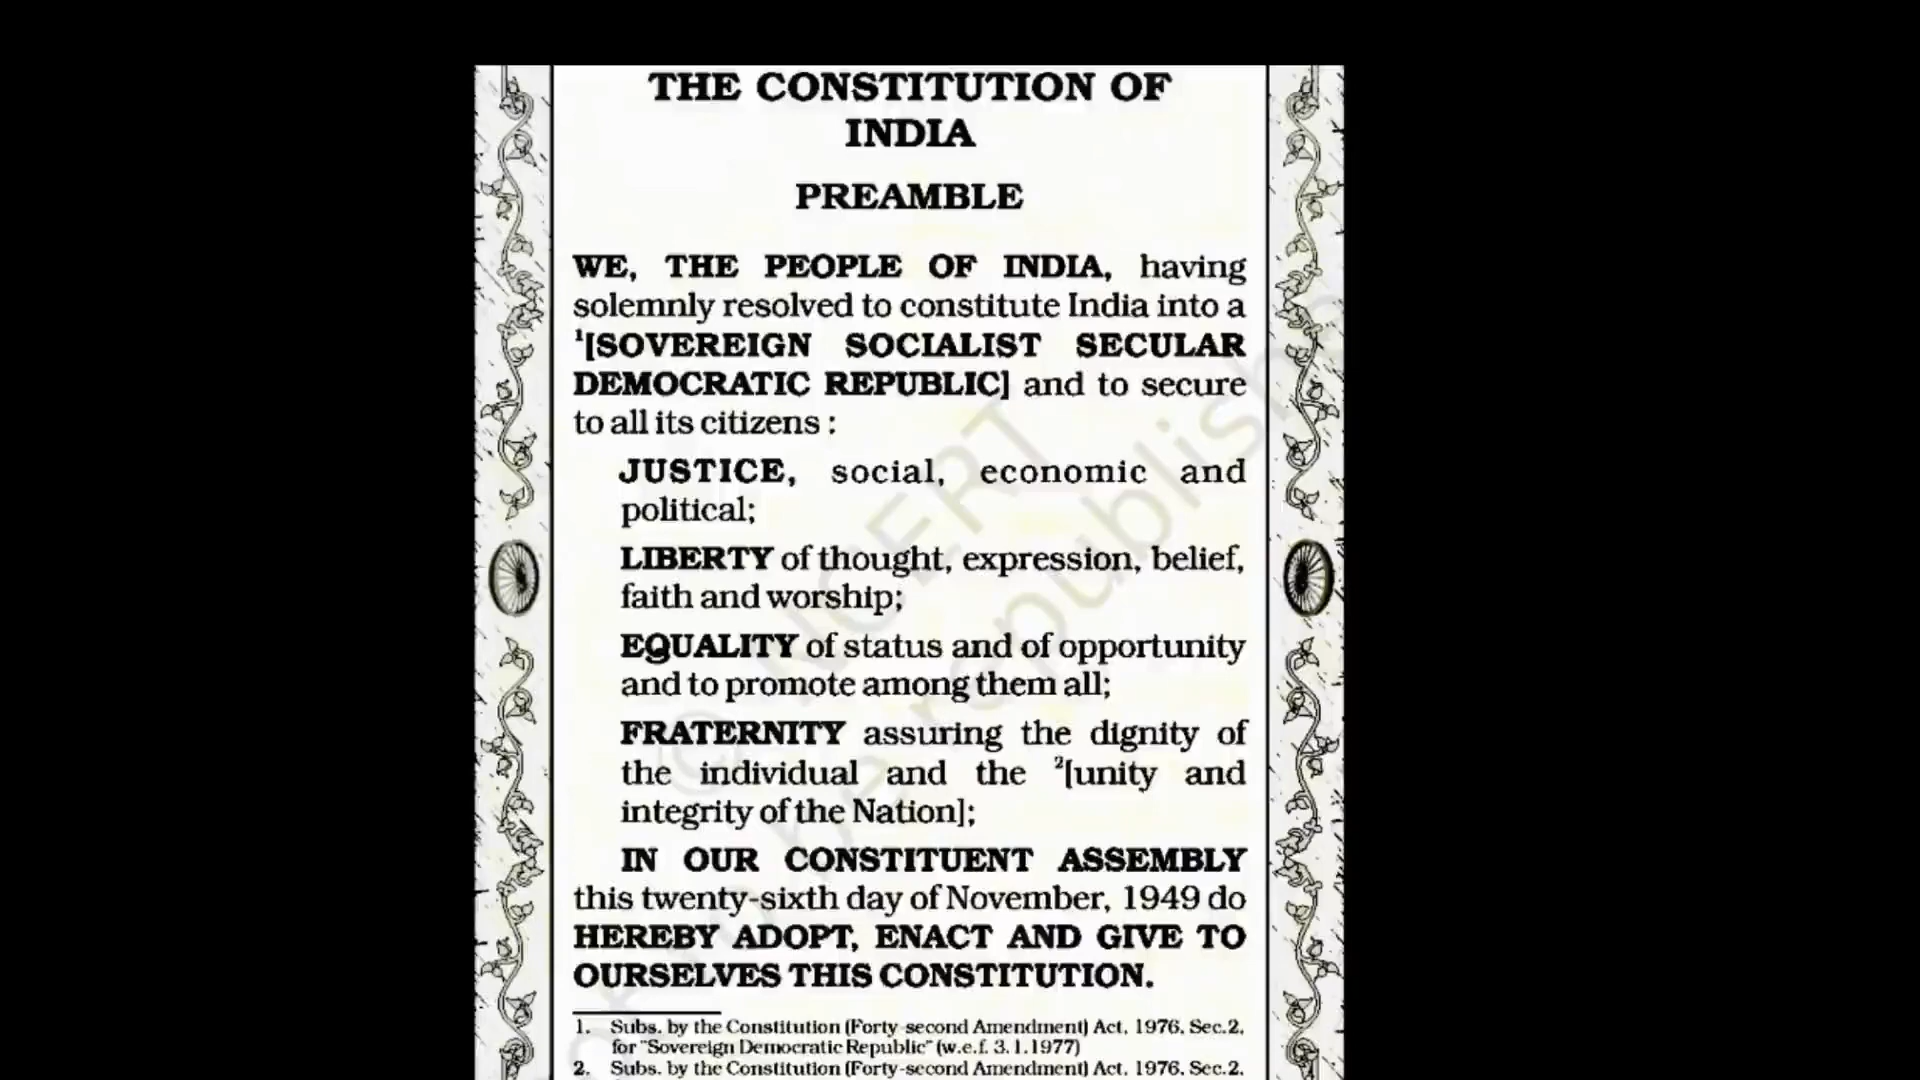 THE CONSTITUTION OF
INDIA
PREAMBLE
WE, THE PEOPLE OF INDIA, having
solemnly resolved to constitute India into a
¹[SOVEREIGN SOCIALIST SECULAR
DEMOCRATIC REPUBLIC] and to secure
to all its citizens :
JUSTICE, social, economic and
political;
LIBERTY of thought, expression, belief,
faith and worship;
EQUALITY of status and of opportunity
and to promote among them all;
FRATERNITY assuring the dignity of
the individual and the ²[unity and
integrity of the Nation];
IN OUR CONSTITUENT ASSEMBLY
this twenty-sixth day of November, 1949 do
HEREBY ADOPT, ENACT AND GIVE TO
OURSELVES THIS CONSTITUTION.
1. Subs. by the Constitution (Forty-second Amendment) Act, 1976, Sec.2,
for "Sovereign Democratic Republic" (w.e.f. 3.1.1977)
2. Subs. by the Constitution (Forty-second Amendment) Act, 1976, Sec.2,
© NCERT
be republish